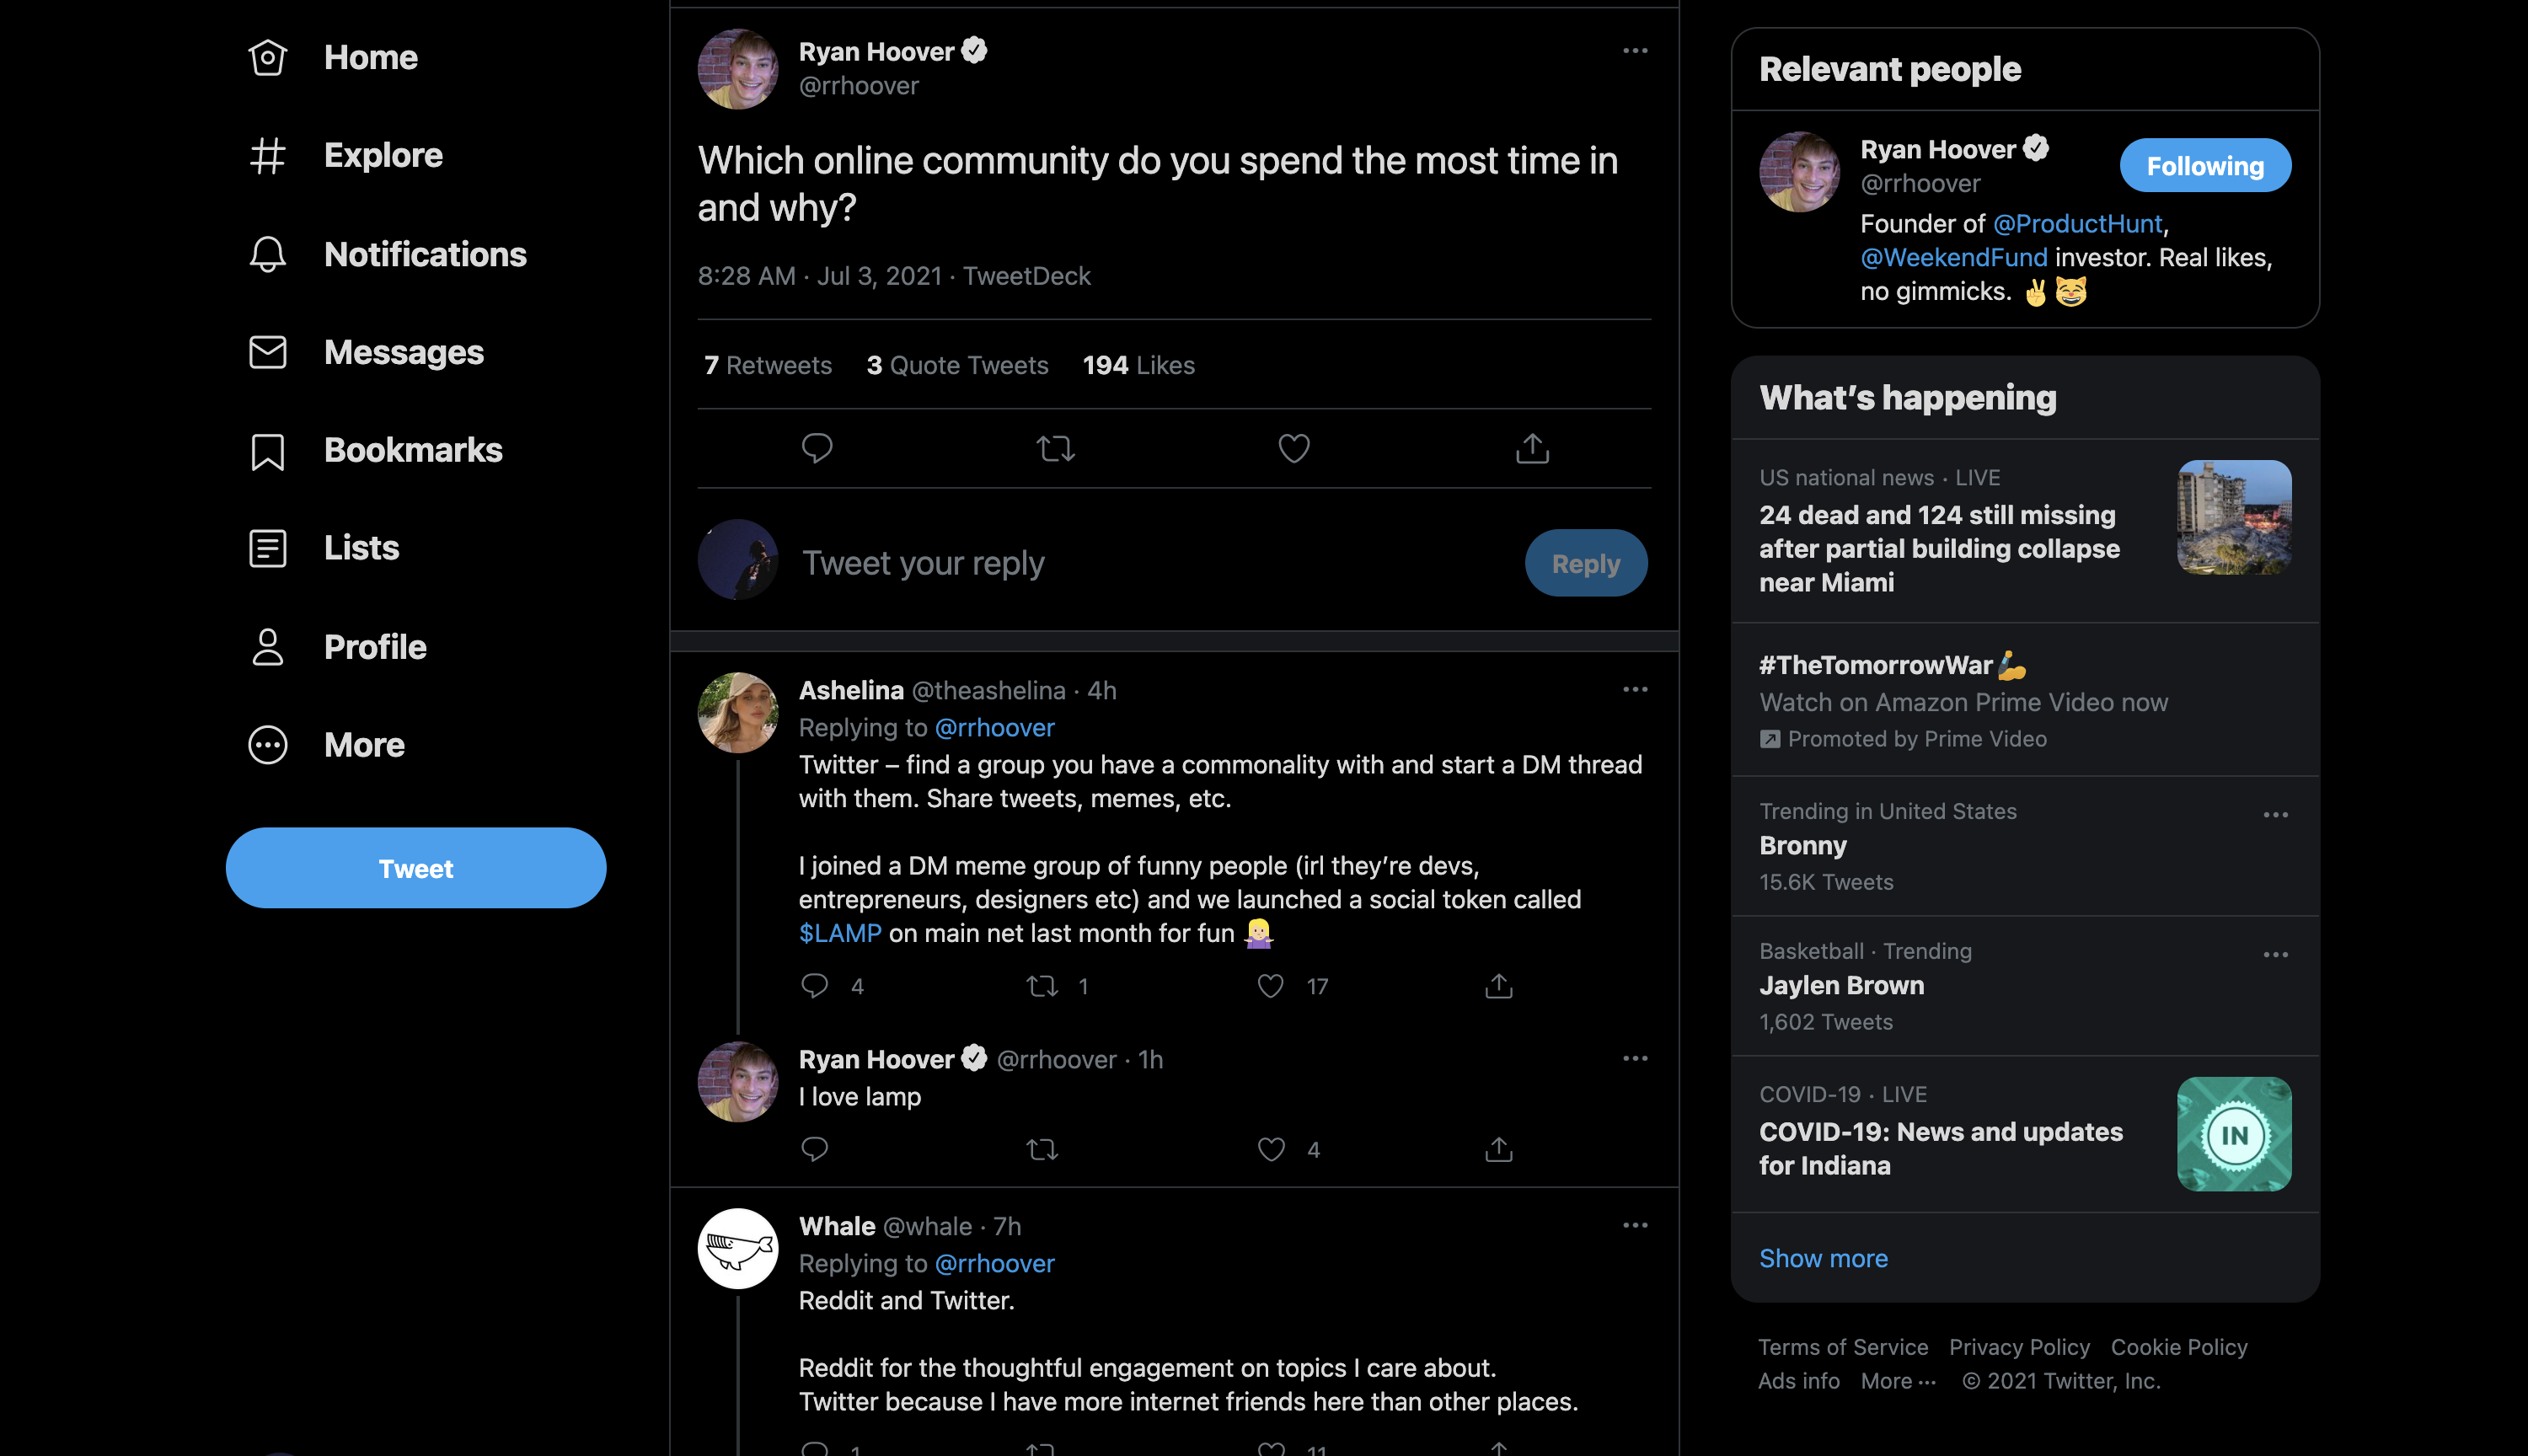 Home
Explore
Notifications
Messages
Bookmarks
Lists
Profile
More
Tweet
Ryan Hoover
@rrhoover
Which online community do you spend the most time in
and why?
8:28 AM · Jul 3, 2021 · TweetDeck
7 Retweets 3 Quote Tweets 194 Likes
Tweet your reply
Reply
Ashelina @theashelina · 4h
Replying to @rrhoover
Twitter – find a group you have a commonality with and start a DM thread
with them. Share tweets, memes, etc.
I joined a DM meme group of funny people (irl they’re devs,
entrepreneurs, designers etc) and we launched a social token called
$LAMP on main net last month for fun 🤷🏼‍♀️
4 1 17
Ryan Hoover @rrhoover · 1h
I love lamp
4
Whale @whale · 7h
Replying to @rrhoover
Reddit and Twitter.
Reddit for the thoughtful engagement on topics I care about.
Twitter because I have more internet friends here than other places.
1 11
Relevant people
Ryan Hoover
@rrhoover
Following
Founder of @ProductHunt,
@WeekendFund investor. Real likes,
no gimmicks. ✌️😸
What’s happening
US national news · LIVE
24 dead and 124 still missing
after partial building collapse
near Miami
#TheTomorrowWar
Watch on Amazon Prime Video now
Promoted by Prime Video
Trending in United States
Bronny
15.6K Tweets
Basketball · Trending
Jaylen Brown
1,602 Tweets
COVID-19 · LIVE
COVID-19: News and updates
for Indiana
IN
Show more
Terms of Service Privacy Policy Cookie Policy
Ads info More ··· © 2021 Twitter, Inc.